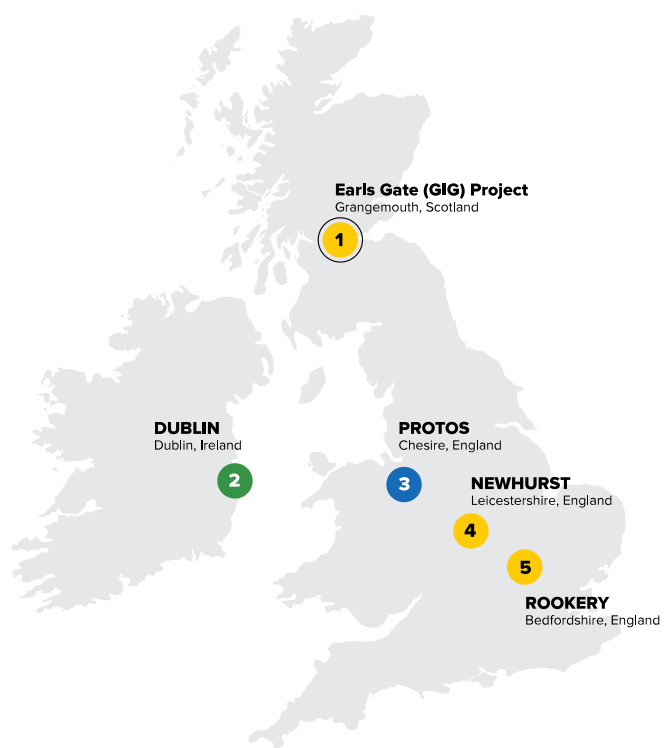 Earls Gate (GIG) Project
Grangemouth, Scotland
1
DUBLIN
Dublin, Ireland
2
PROTOS
Chesire, England
3
NEWHURST
Leicestershire, England
4
5
ROOKERY
Bedfordshire, England